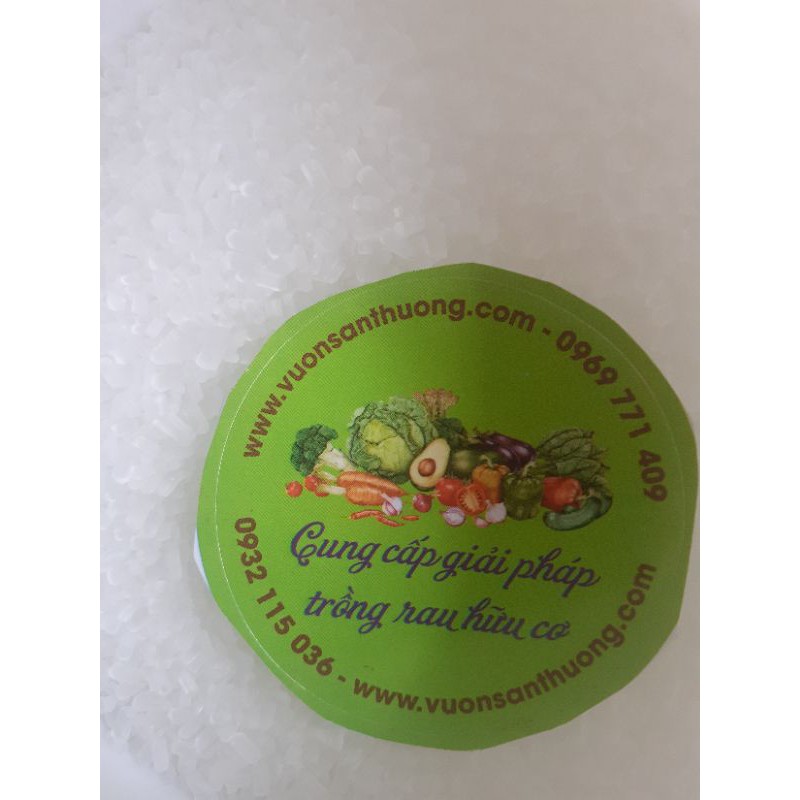 www.vuonsanthuong.com - 0969 771 409
Cung cấp giải pháp
trồng rau hữu cơ
0932 115 036 - www.vuonsanthuong.com